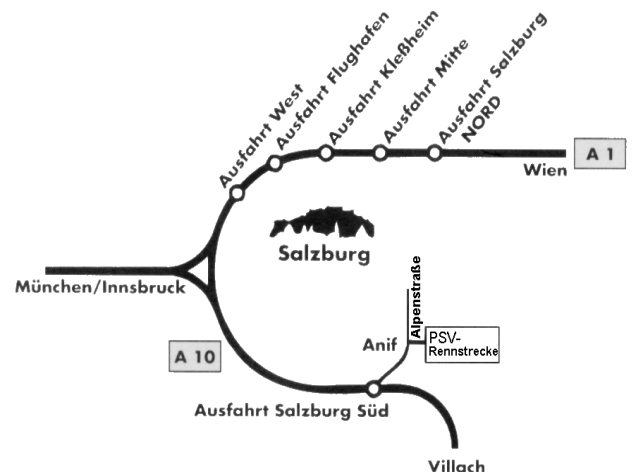 Ausfahrt West
Ausfahrt Flughafen
Ausfahrt Kleßheim
Ausfahrt Mitte
Ausfahrt Salzburg
NORD
A 1
Wien
Salzburg
München/Innsbruck
Alpenstraße
PSV-
Rennstrecke
Anif
A 10
Ausfahrt Salzburg Süd
Villach